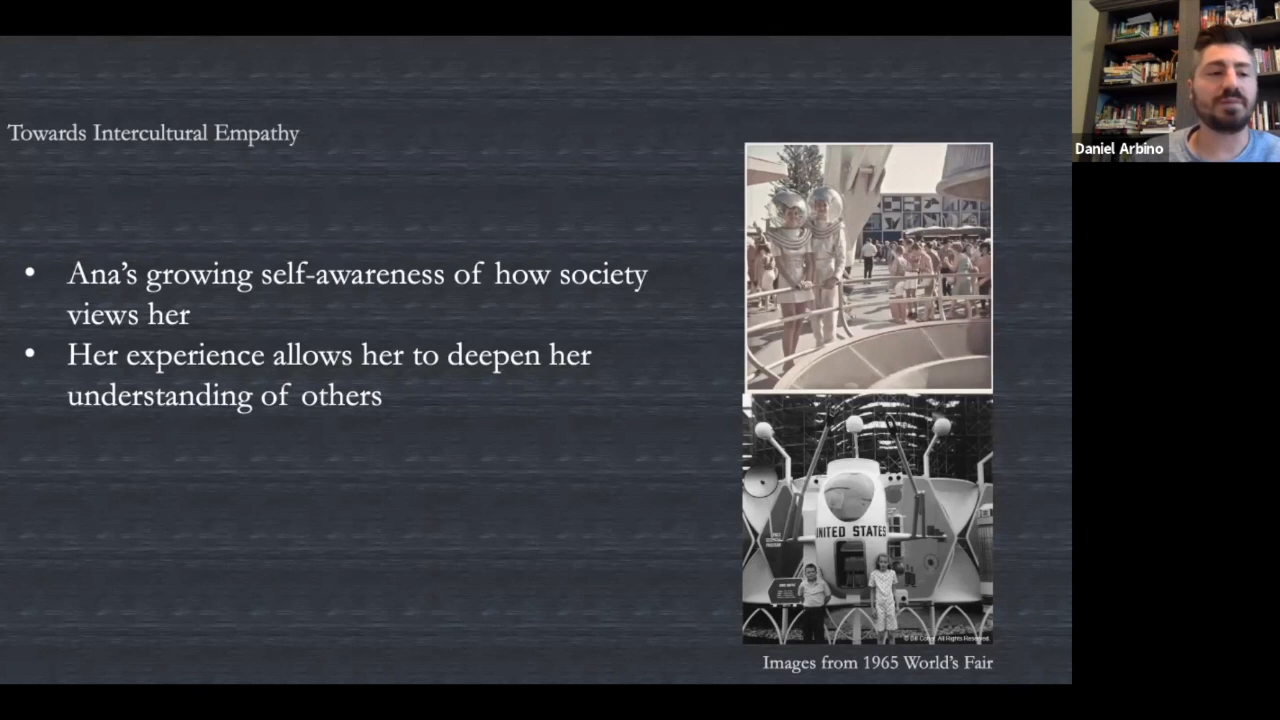 Towards Intercultural Empathy
• Ana’s growing self-awareness of how society
views her
• Her experience allows her to deepen her
understanding of others
UNITED STATES
Images from 1965 World’s Fair
Daniel Arbino